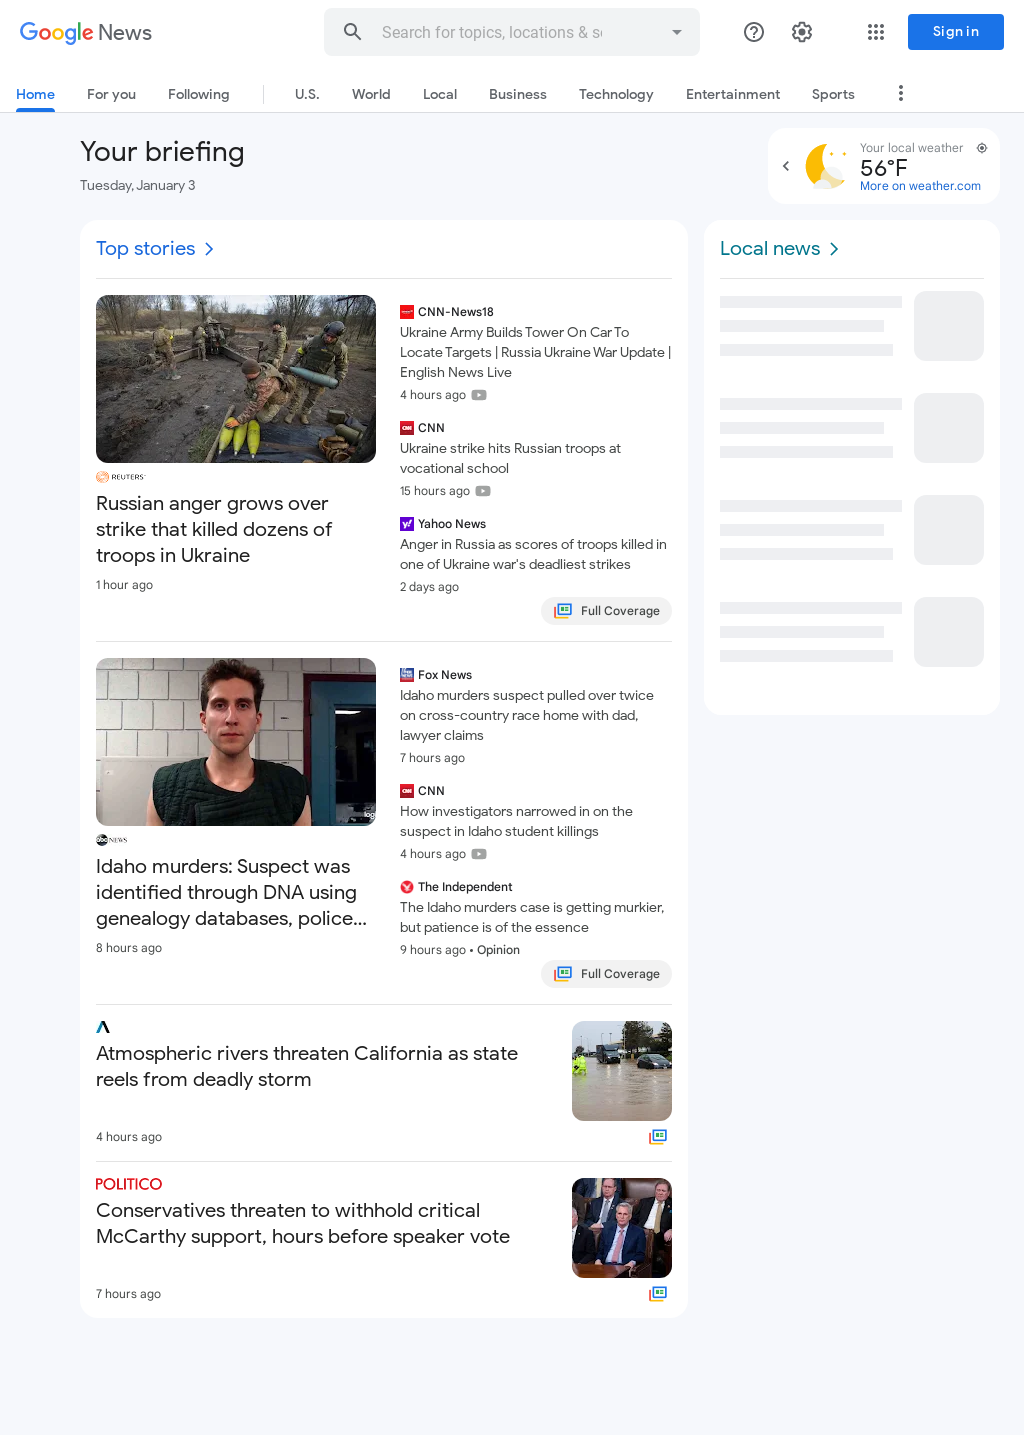 Google News
Search for topics, locations & so
Sign in
Home
For you
Following
U.S.
World
Local
Business
Technology
Entertainment
Sports
Your briefing
Tuesday, January 3
Your local weather
56°F
More on weather.com
Top stories
REUTERS
Russian anger grows over
strike that killed dozens of
troops in Ukraine
1 hour ago
CNN-News18
Ukraine Army Builds Tower On Car To
Locate Targets | Russia Ukraine War Update |
English News Live
4 hours ago
CNN
CNN
Ukraine strike hits Russian troops at
vocational school
15 hours ago
y!
Yahoo News
Anger in Russia as scores of troops killed in
one of Ukraine war's deadliest strikes
2 days ago
Full Coverage
log
abc NEWS
Idaho murders: Suspect was
identified through DNA using
genealogy databases, police...
8 hours ago
Fox News
Idaho murders suspect pulled over twice
on cross-country race home with dad,
lawyer claims
7 hours ago
CNN
CNN
How investigators narrowed in on the
suspect in Idaho student killings
4 hours ago
The Independent
The Idaho murders case is getting murkier,
but patience is of the essence
9 hours ago • Opinion
Full Coverage
Atmospheric rivers threaten California as state
reels from deadly storm
4 hours ago
POLITICO
Conservatives threaten to withhold critical
McCarthy support, hours before speaker vote
7 hours ago
Local news